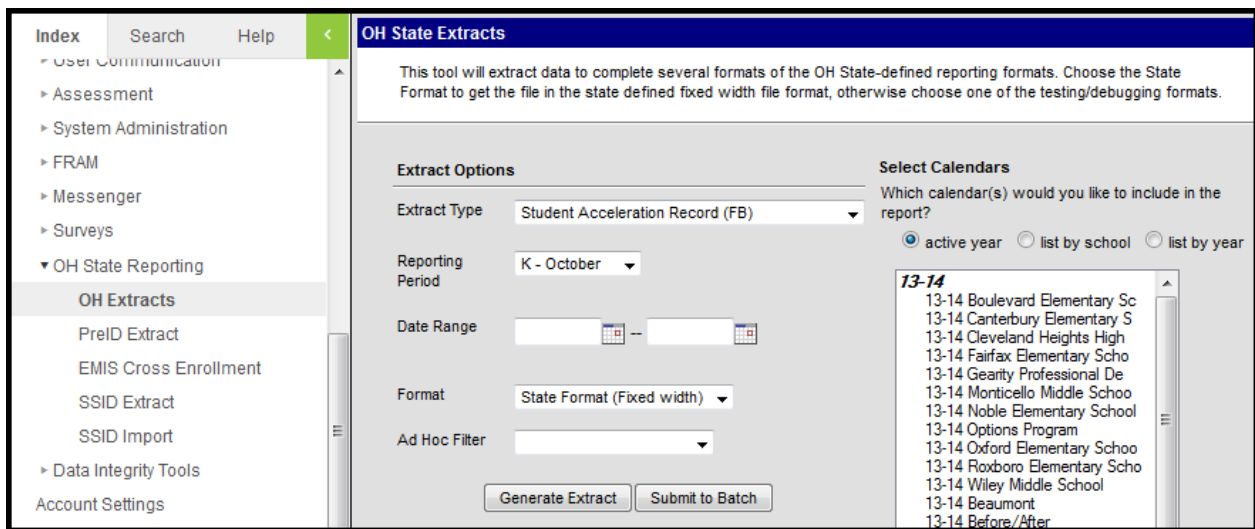 Index Search Help <
User Communication
Assessment
System Administration
FRAM
Messenger
Surveys
OH State Reporting
OH Extracts
PreID Extract
EMIS Cross Enrollment
SSID Extract
SSID Import
Data Integrity Tools
Account Settings
OH State Extracts
This tool will extract data to complete several formats of the OH State-defined reporting formats. Choose the State
Format to get the file in the state defined fixed width file format, otherwise choose one of the testing/debugging formats.
Extract Options
Extract Type Student Acceleration Record (FB)
Reporting K - October
Period
Date Range --
Format State Format (Fixed width)
Ad Hoc Filter
Generate Extract Submit to Batch
Select Calendars
Which calendar(s) would you like to include in the
report?
active year list by school list by year
13-14
13-14 Boulevard Elementary Sc
13-14 Canterbury Elementary S
13-14 Cleveland Heights High
13-14 Fairfax Elementary Scho
13-14 Gearity Professional De
13-14 Monticello Middle Schoo
13-14 Noble Elementary School
13-14 Options Program
13-14 Oxford Elementary Schoo
13-14 Roxboro Elementary Scho
13-14 Wiley Middle School
13-14 Beaumont
13-14 Before/After